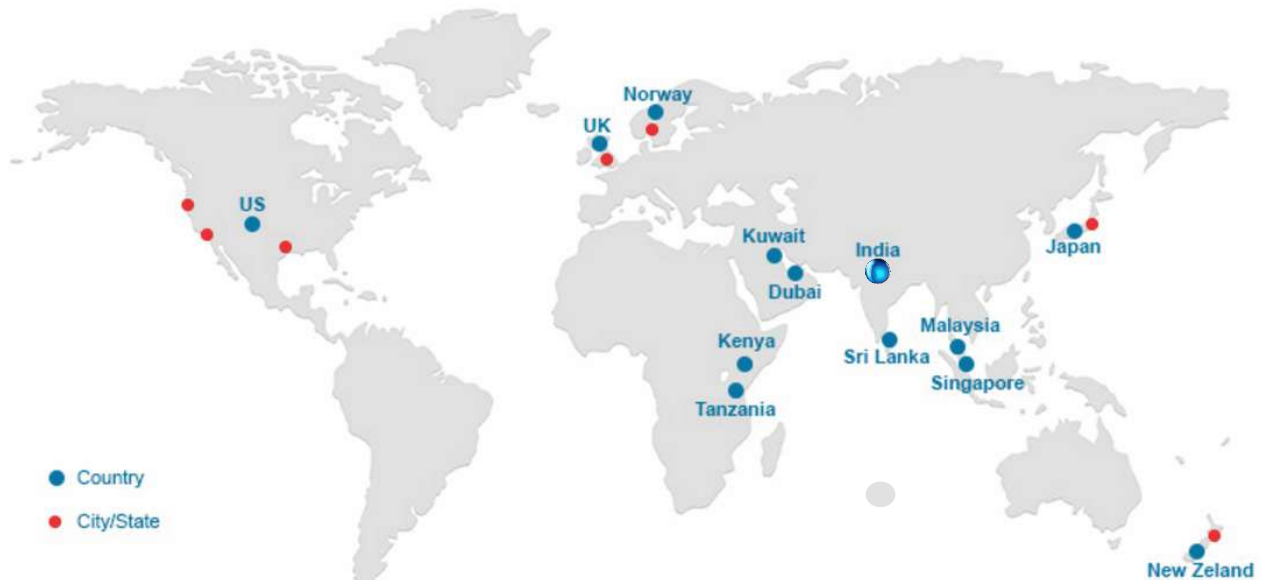 Norway
UK
US
Kuwait
India
Japan
Dubai
Malaysia
Kenya
Sri Lanka
Singapore
Tanzania
Country
City/State
New Zeland